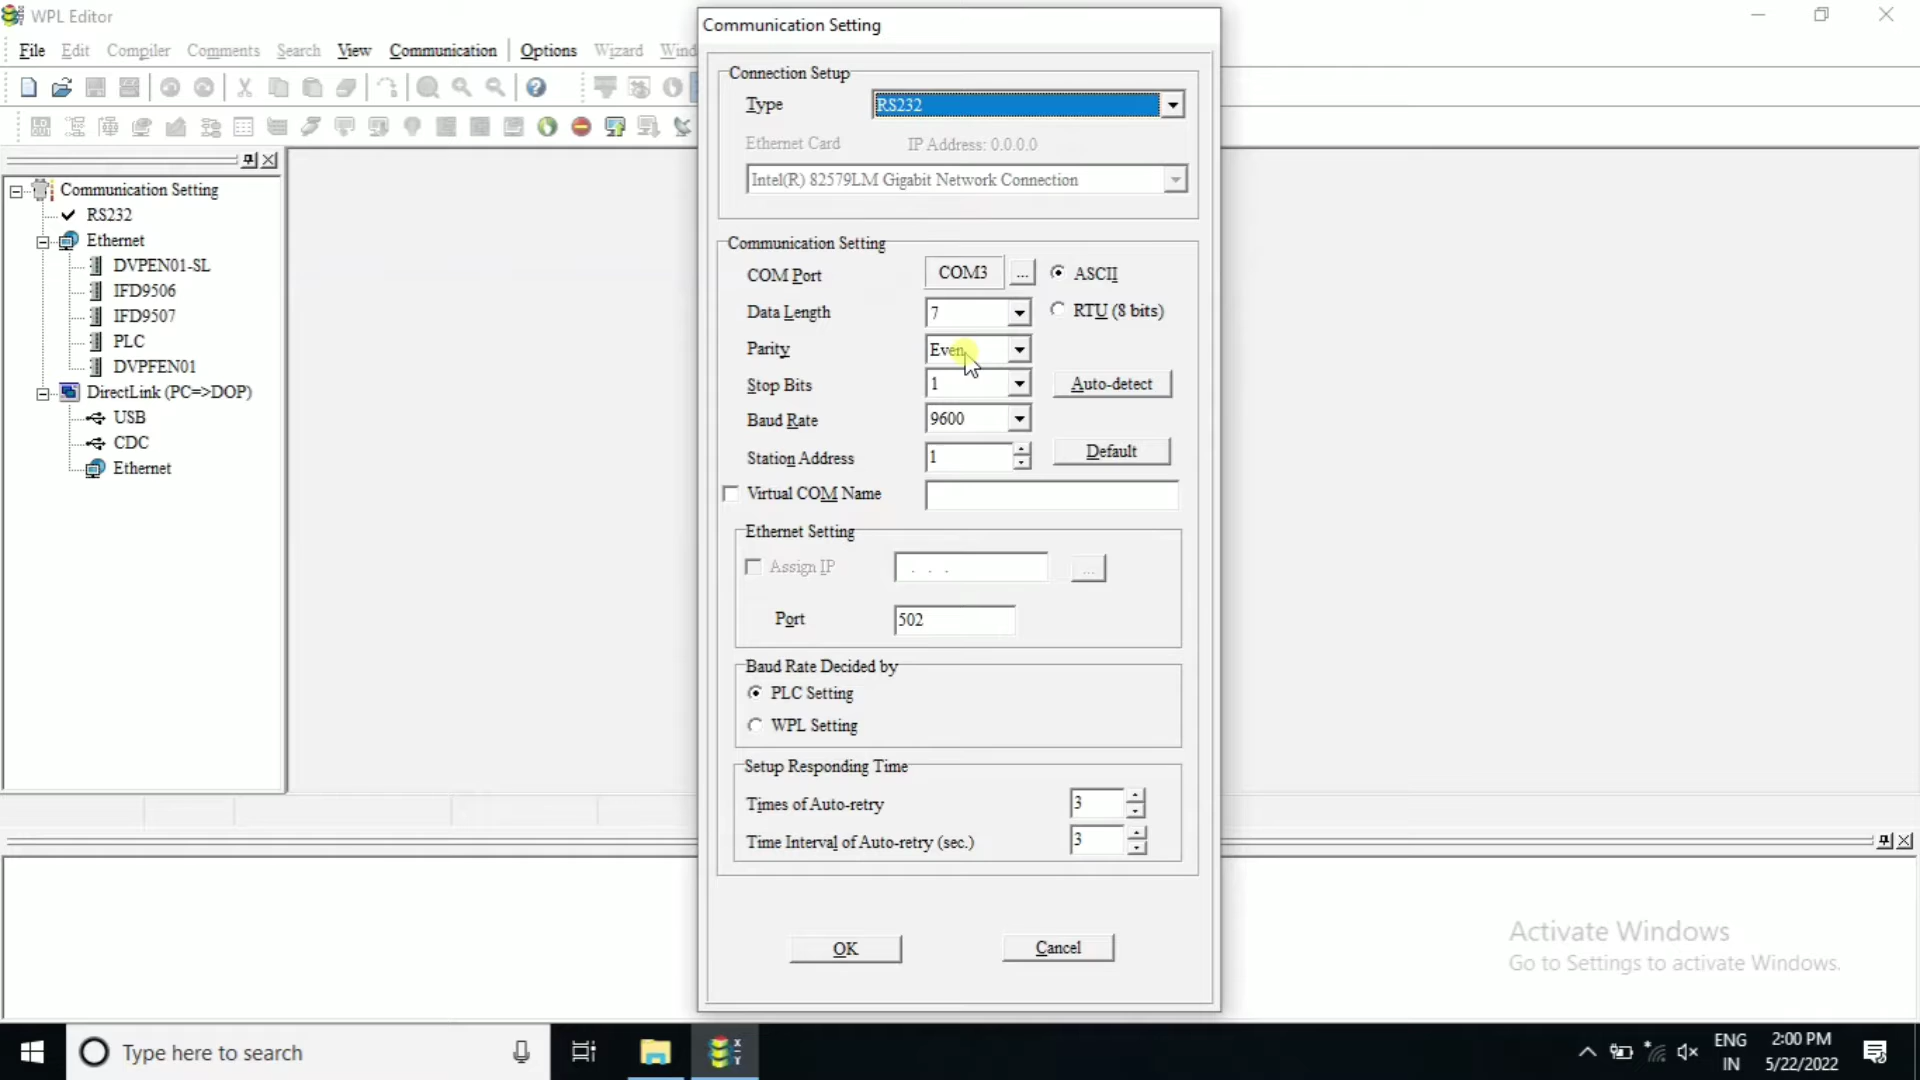 WPL Editor
File Edit Compiler Comments Search View Communication Options Wizard Wind
Communication Setting
RS232
Ethernet
DVPEN01-SL
IFD9506
IFD9507
PLC
DVPFEN01
DirectLink (PC=>DOP)
USB
CDC
Ethernet
Communication Setting
Connection Setup
Type RS232
Ethernet Card IP Address: 0.0.0.0
Intel(R) 82579LM Gigabit Network Connection
Communication Setting
COM Port COM3 ... ASCII
Data Length 7 RTU (8 bits)
Parity Even
Stop Bits 1 Auto-detect
Baud Rate 9600
Station Address 1 Default
Virtual COM Name
Ethernet Setting
Assign IP . . . ...
Port 502
Baud Rate Decided by
PLC Setting
WPL Setting
Setup Responding Time
Times of Auto-retry 3
Time Interval of Auto-retry (sec.) 3
OK Cancel
Activate Windows
Go to Settings to activate Windows.
Type here to search
ENG
IN
2:00 PM
5/22/2022